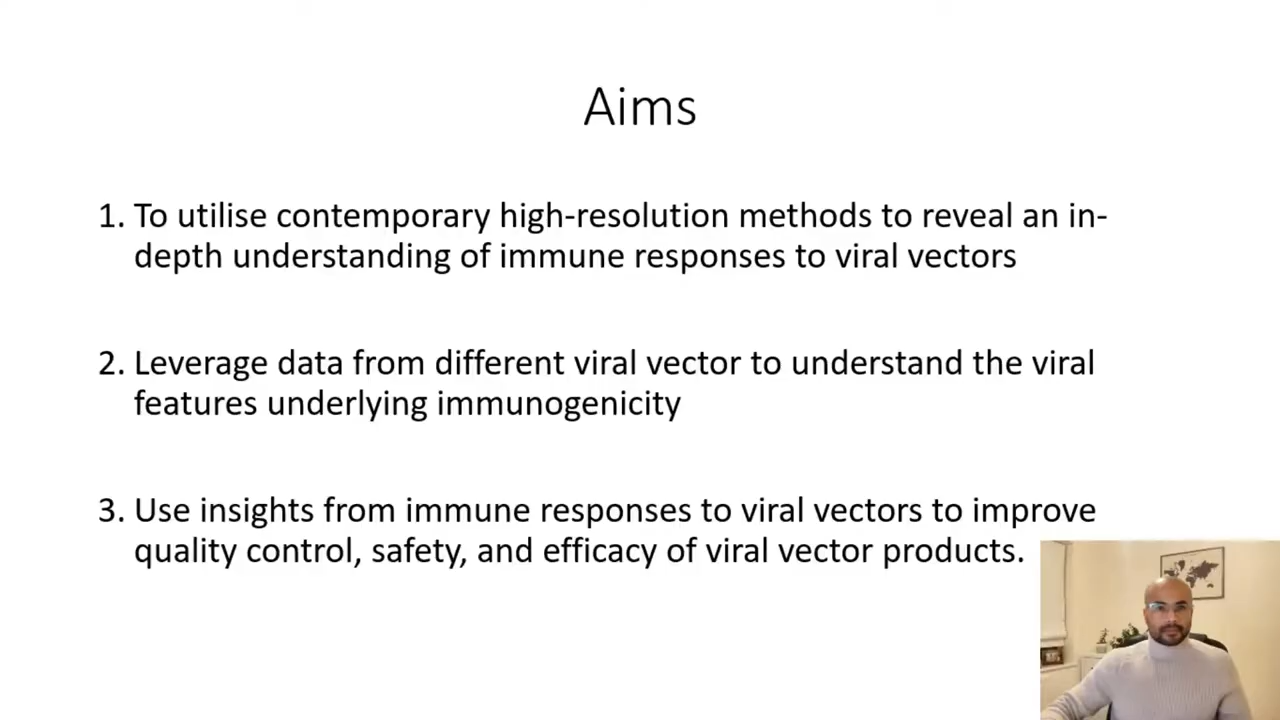 Aims
1. To utilise contemporary high-resolution methods to reveal an in-
depth understanding of immune responses to viral vectors
2. Leverage data from different viral vector to understand the viral
features underlying immunogenicity
3. Use insights from immune responses to viral vectors to improve
quality control, safety, and efficacy of viral vector products.